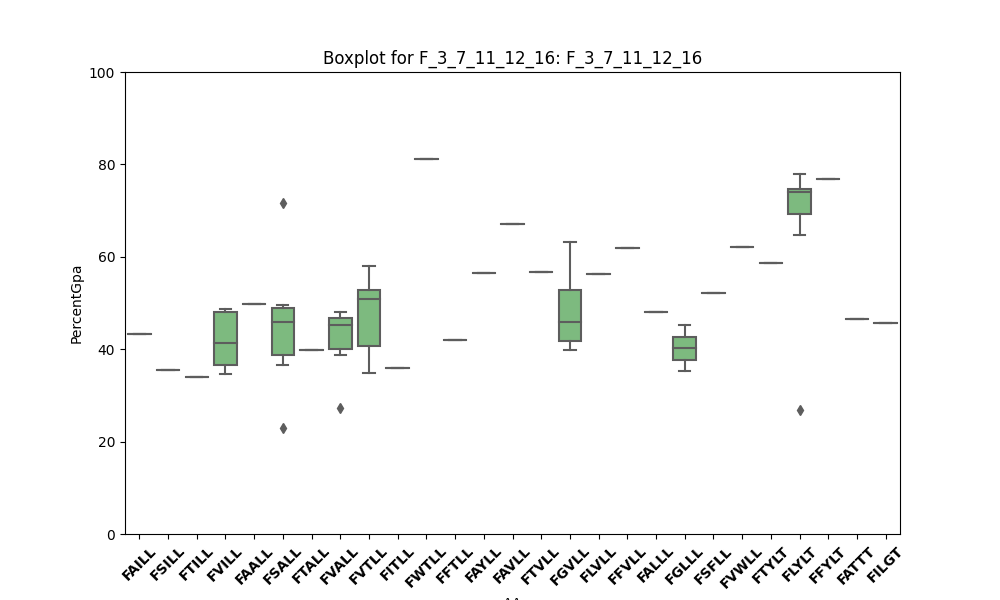 Boxplot for F_3_7_11_12_16: F_3_7_11_12_16
PercentGpa
100
80
60
40
20
0
FAILL
FSILL
FTILL
FVILL
FAALL
FSALL
FTALL
FVALL
FVTLL
FITLL
FWTLL
FFTLL
FAYLL
FAVLL
FTVLL
FGVLL
FLVLL
FFVLL
FALLL
FGLLL
FSFLL
FVWLL
FTYLT
FLYLT
FFYLT
FATTT
FILGT